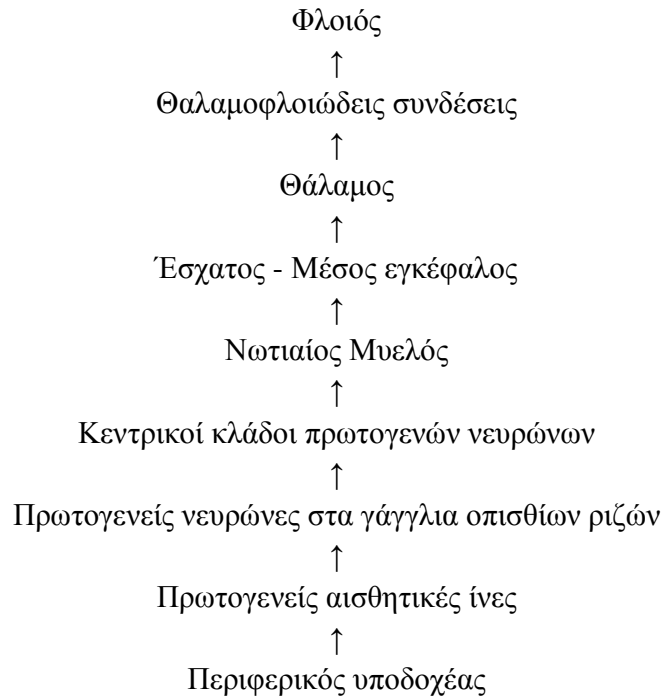 Φλοιός
↑
Θαλαμοφλοιώδεις συνδέσεις
↑
Θάλαμος
↑
Έσχατος - Μέσος εγκέφαλος
↑
Νωτιαίος Μυελός
↑
Κεντρικοί κλάδοι πρωτογενών νευρώνων
↑
Πρωτογενείς νευρώνες στα γάγγλια οπισθίων ριζών
↑
Πρωτογενείς αισθητικές ίνες
↑
Περιφερικός υποδοχέας